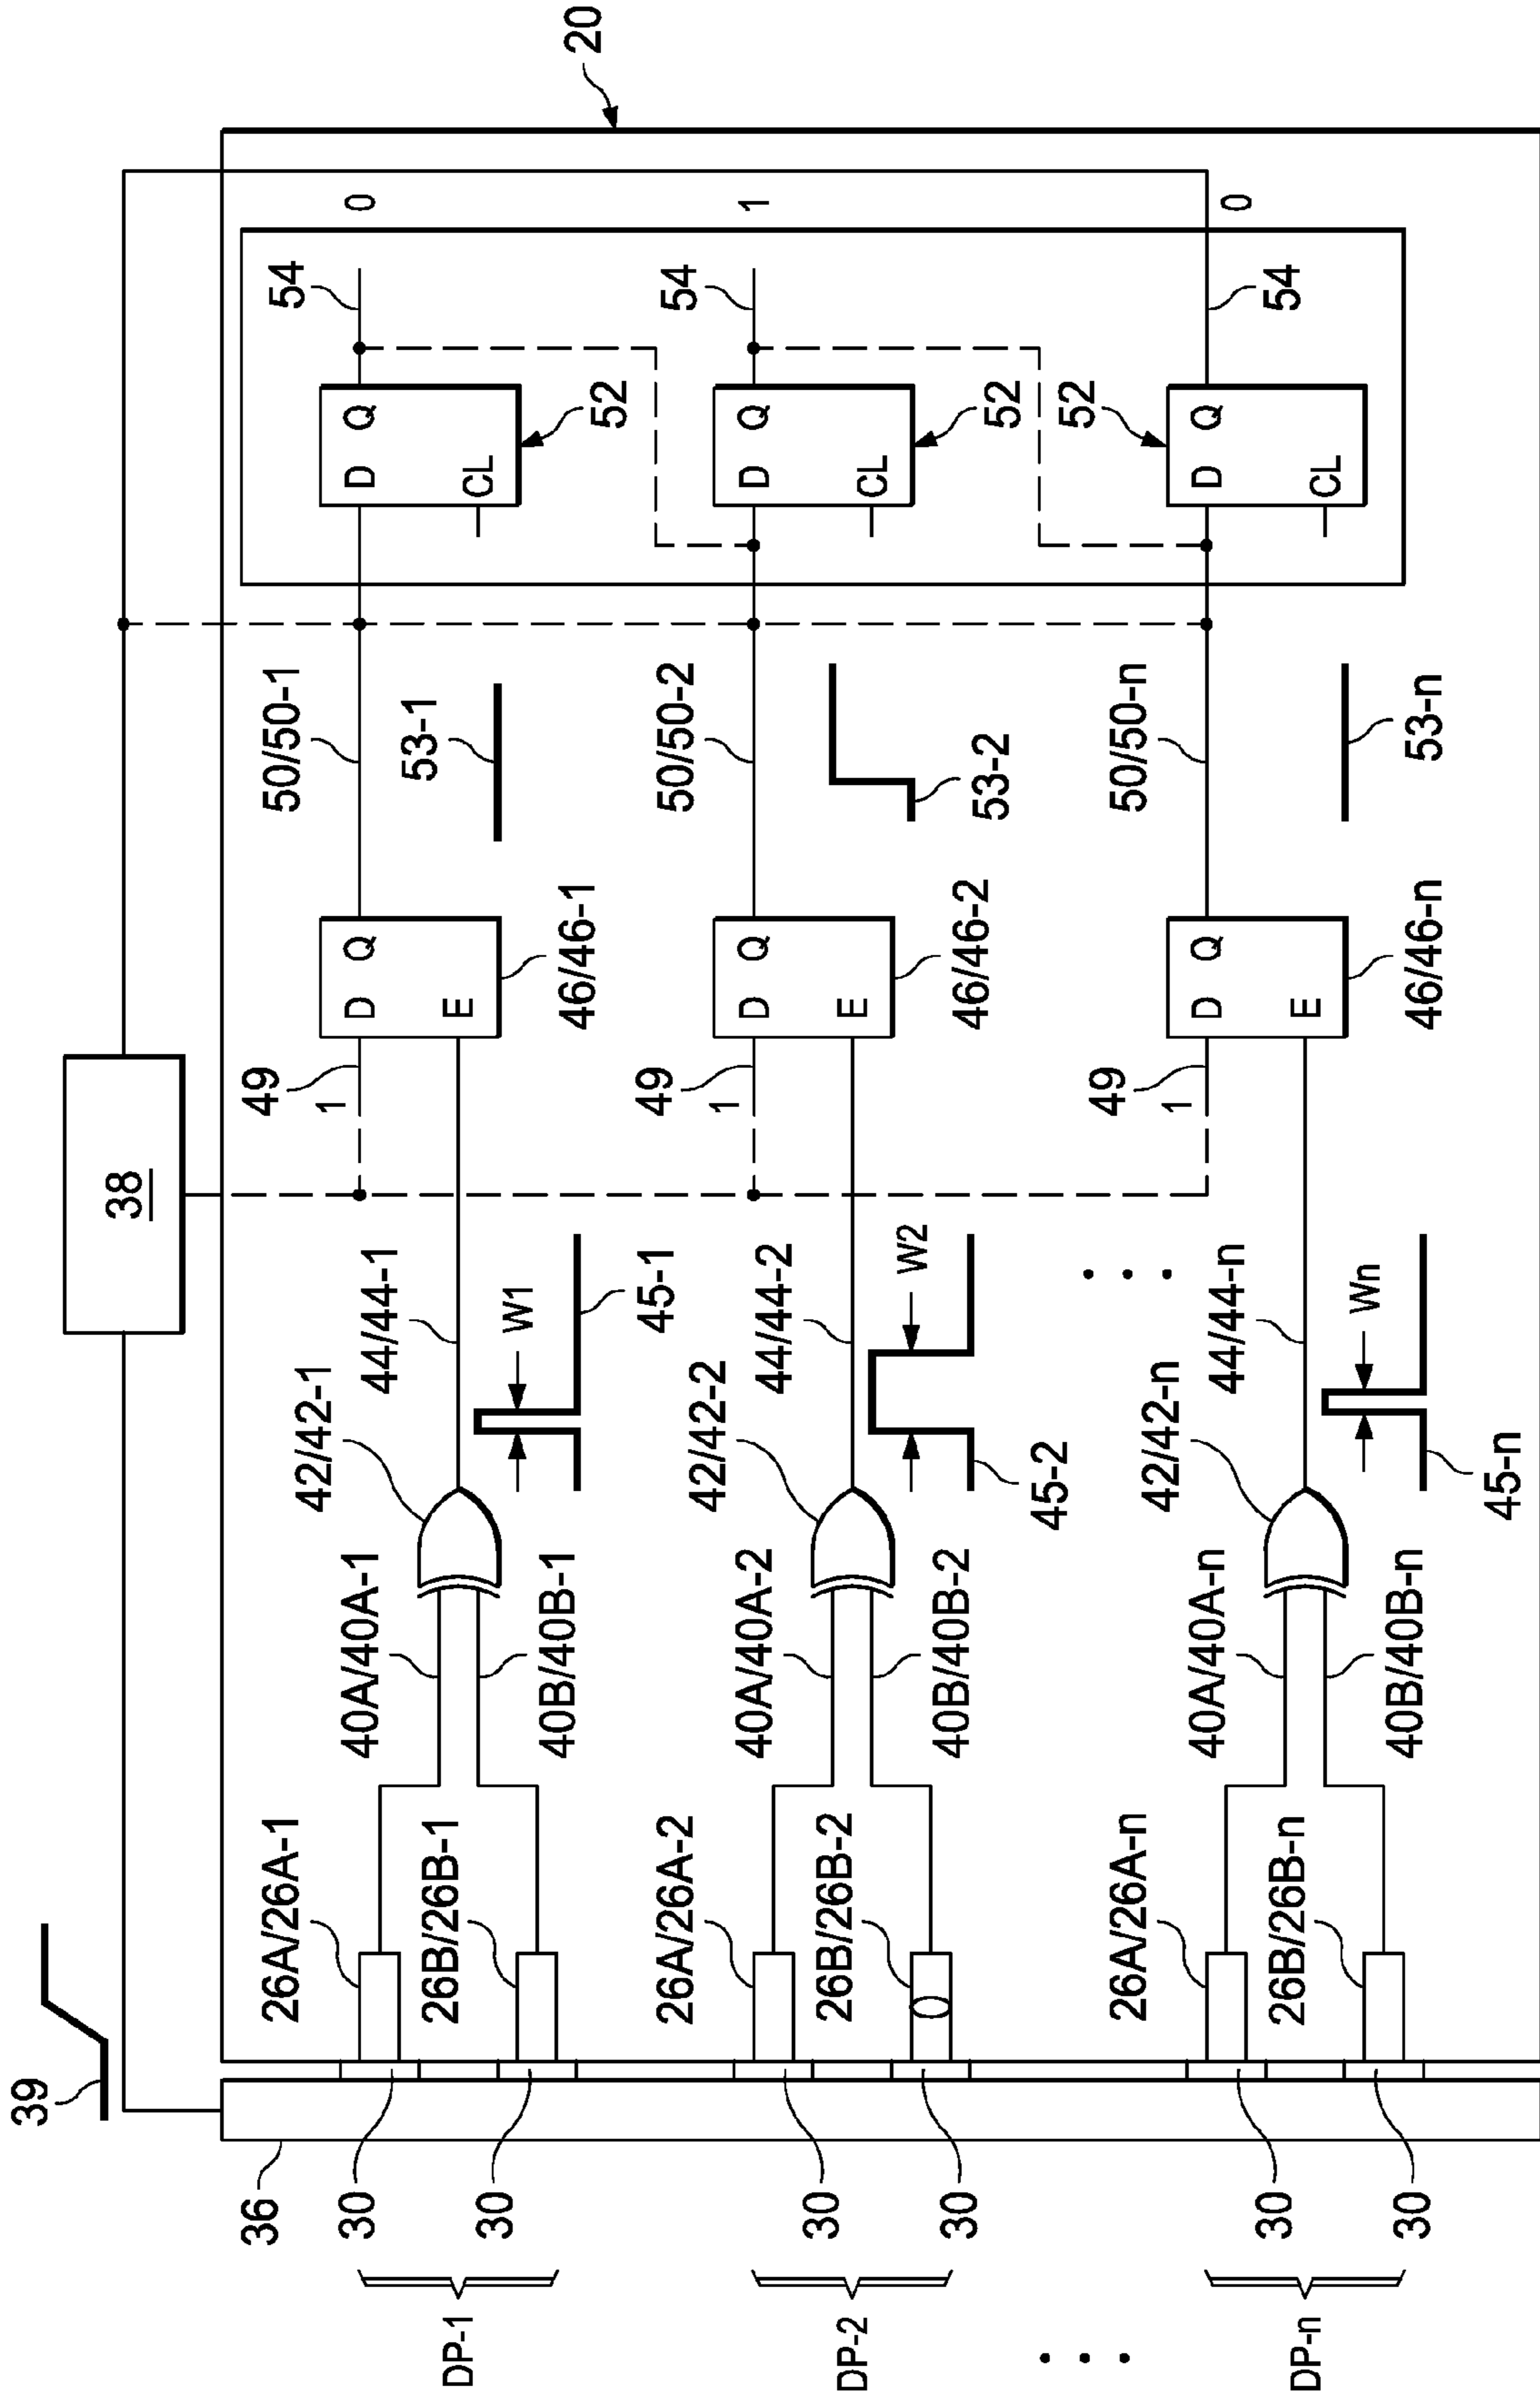 39
38
20
36
30
30
DP-1
26A/26A-1
26B/26B-1
40A/40A-1
40B/40B-1
42/42-1
44/44-1
W1
45-1
49
1
D Q
E
46/46-1
50/50-1
53-1
D Q
CL
52
54
0
30
30
DP-2
26A/26A-2
26B/26B-2
40A/40A-2
40B/40B-2
42/42-2
44/44-2
W2
45-2
49
1
D Q
E
46/46-2
50/50-2
53-2
D Q
CL
52
54
1
30
30
DP-n
26A/26A-n
26B/26B-n
40A/40A-n
40B/40B-n
42/42-n
44/44-n
Wn
45-n
49
1
D Q
E
46/46-n
50/50-n
53-n
D Q
CL
52
54
0